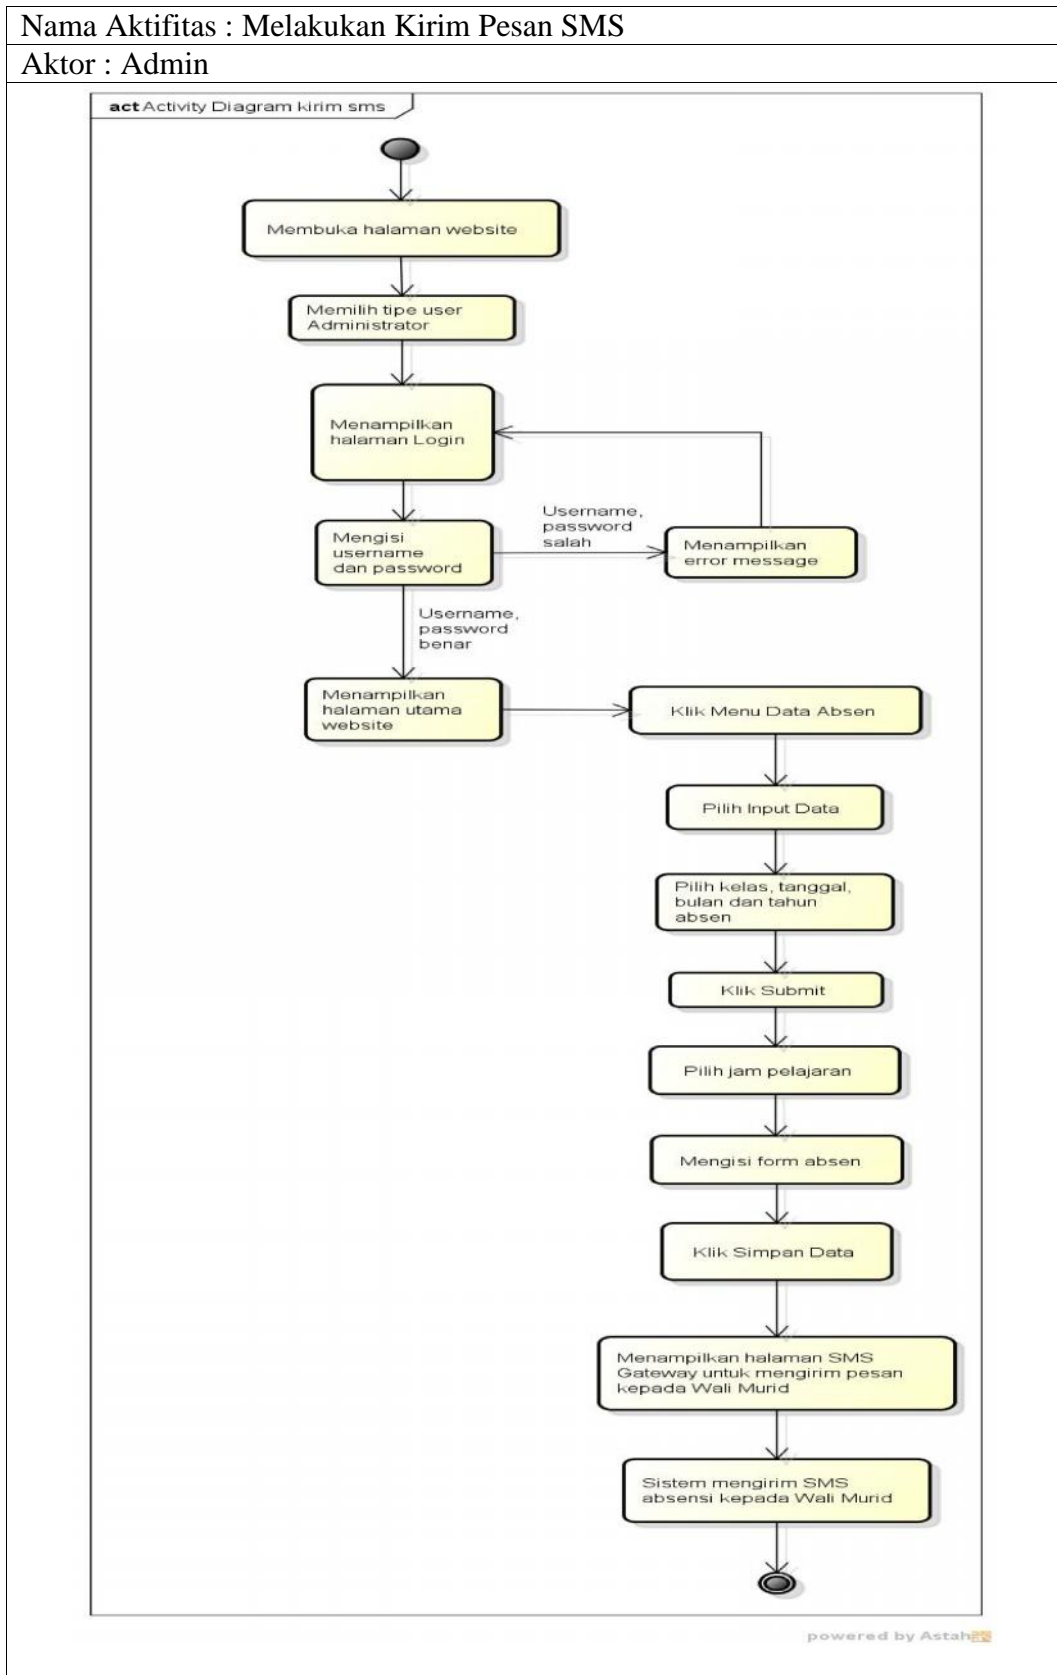 Nama Aktifitas : Melakukan Kirim Pesan SMS
Aktor : Admin
act Activity Diagram kirim sms
Membuka halaman website
Memilih tipe user
Administrator
Menampilkan
halaman Login
Mengisi
username
dan password
Username,
password
salah
Menampilkan
error message
Username,
password
benar
Menampilkan
halaman utama
website
Klik Menu Data Absen
Pilih Input Data
Pilih kelas, tanggal,
bulan dan tahun
absen
Klik Submit
Pilih jam pelajaran
Mengisi form absen
Klik Simpan Data
Menampilkan halaman SMS
Gateway untuk mengirim pesan
kepada Wali Murid
Sistem mengirim SMS
absensi kepada Wali Murid
powered by Astah